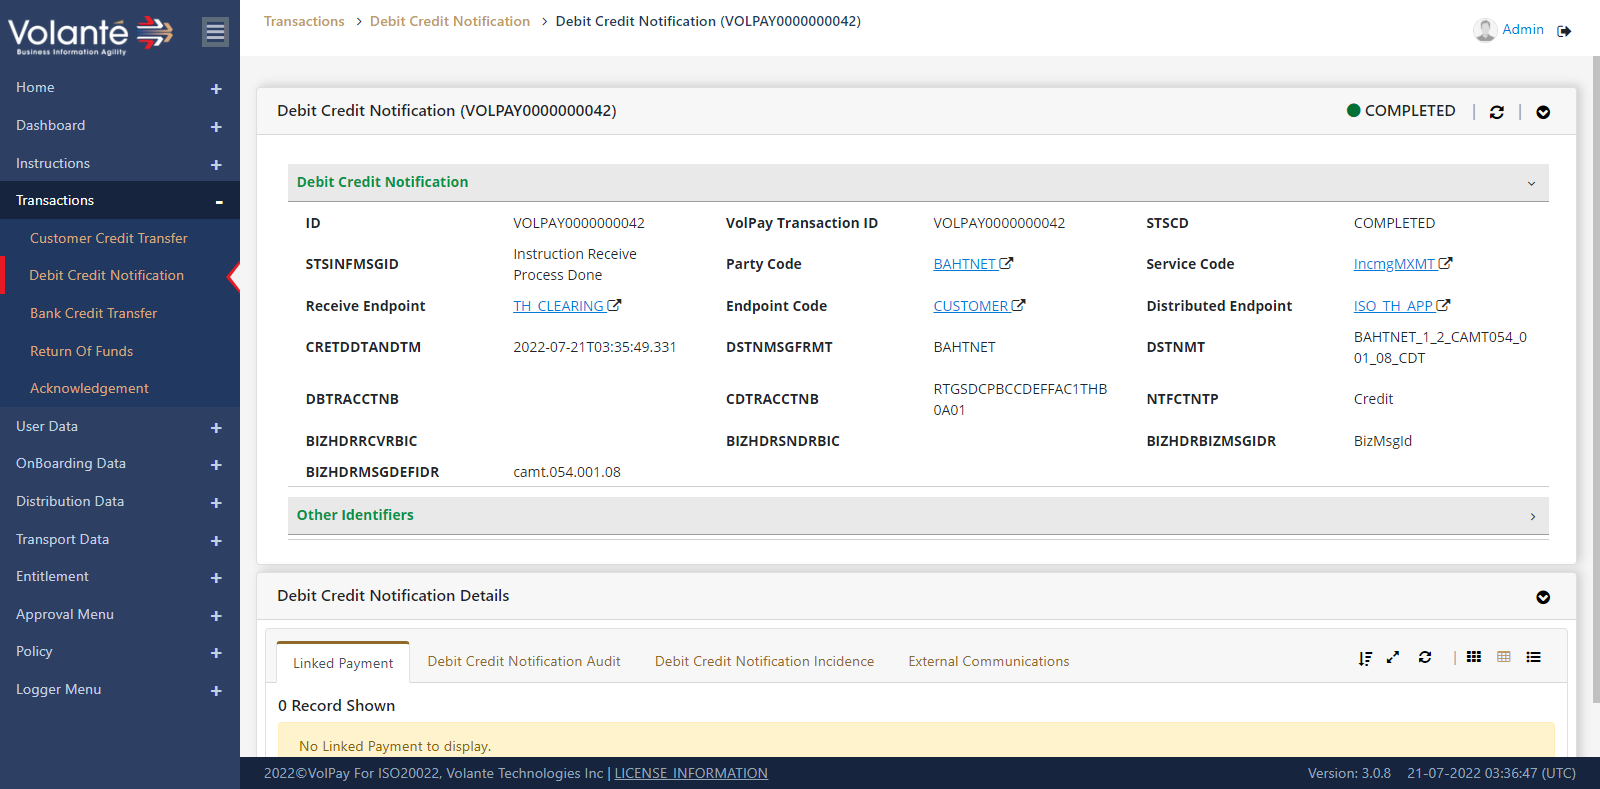 Volanté
Business Information Agility
Transactions > Debit Credit Notification > Debit Credit Notification (VOLPAY0000000042)
Admin
Home
Dashboard
Instructions
Transactions
Customer Credit Transfer
Debit Credit Notification
Bank Credit Transfer
Return Of Funds
Acknowledgement
User Data
OnBoarding Data
Distribution Data
Transport Data
Entitlement
Approval Menu
Policy
Logger Menu
Debit Credit Notification (VOLPAY0000000042)
COMPLETED
Debit Credit Notification
ID VOLPAY0000000042 VolPay Transaction ID VOLPAY0000000042 STSCD COMPLETED
STSINFMSGID Instruction Receive
Process Done
Party Code BAHTNET Service Code IncmgMXMT
Receive Endpoint TH_CLEARING Endpoint Code CUSTOMER Distributed Endpoint ISO_TH_APP
CRETDDTANDTM 2022-07-21T03:35:49.331 DSTNMSGFRMT BAHTNET DSTNMT BAHTNET_1_2_CAMT054_0
01_08_CDT
DBTRACCTNB CDTRACCTNB RTGSDCPBCCDEFFAC1THB
0A01
NTFCTNTP Credit
BIZHDRRCVRBIC BIZHDRSNDRBIC BIZHDRBIZMSGIDR BizMsgId
BIZHDRMSGDEFIDR camt.054.001.08
Other Identifiers
Debit Credit Notification Details
Linked Payment Debit Credit Notification Audit Debit Credit Notification Incidence External Communications
0 Record Shown
No Linked Payment to display.
2022©VolPay For ISO20022, Volante Technologies Inc | LICENSE INFORMATION
Version: 3.0.8 21-07-2022 03:36:47 (UTC)